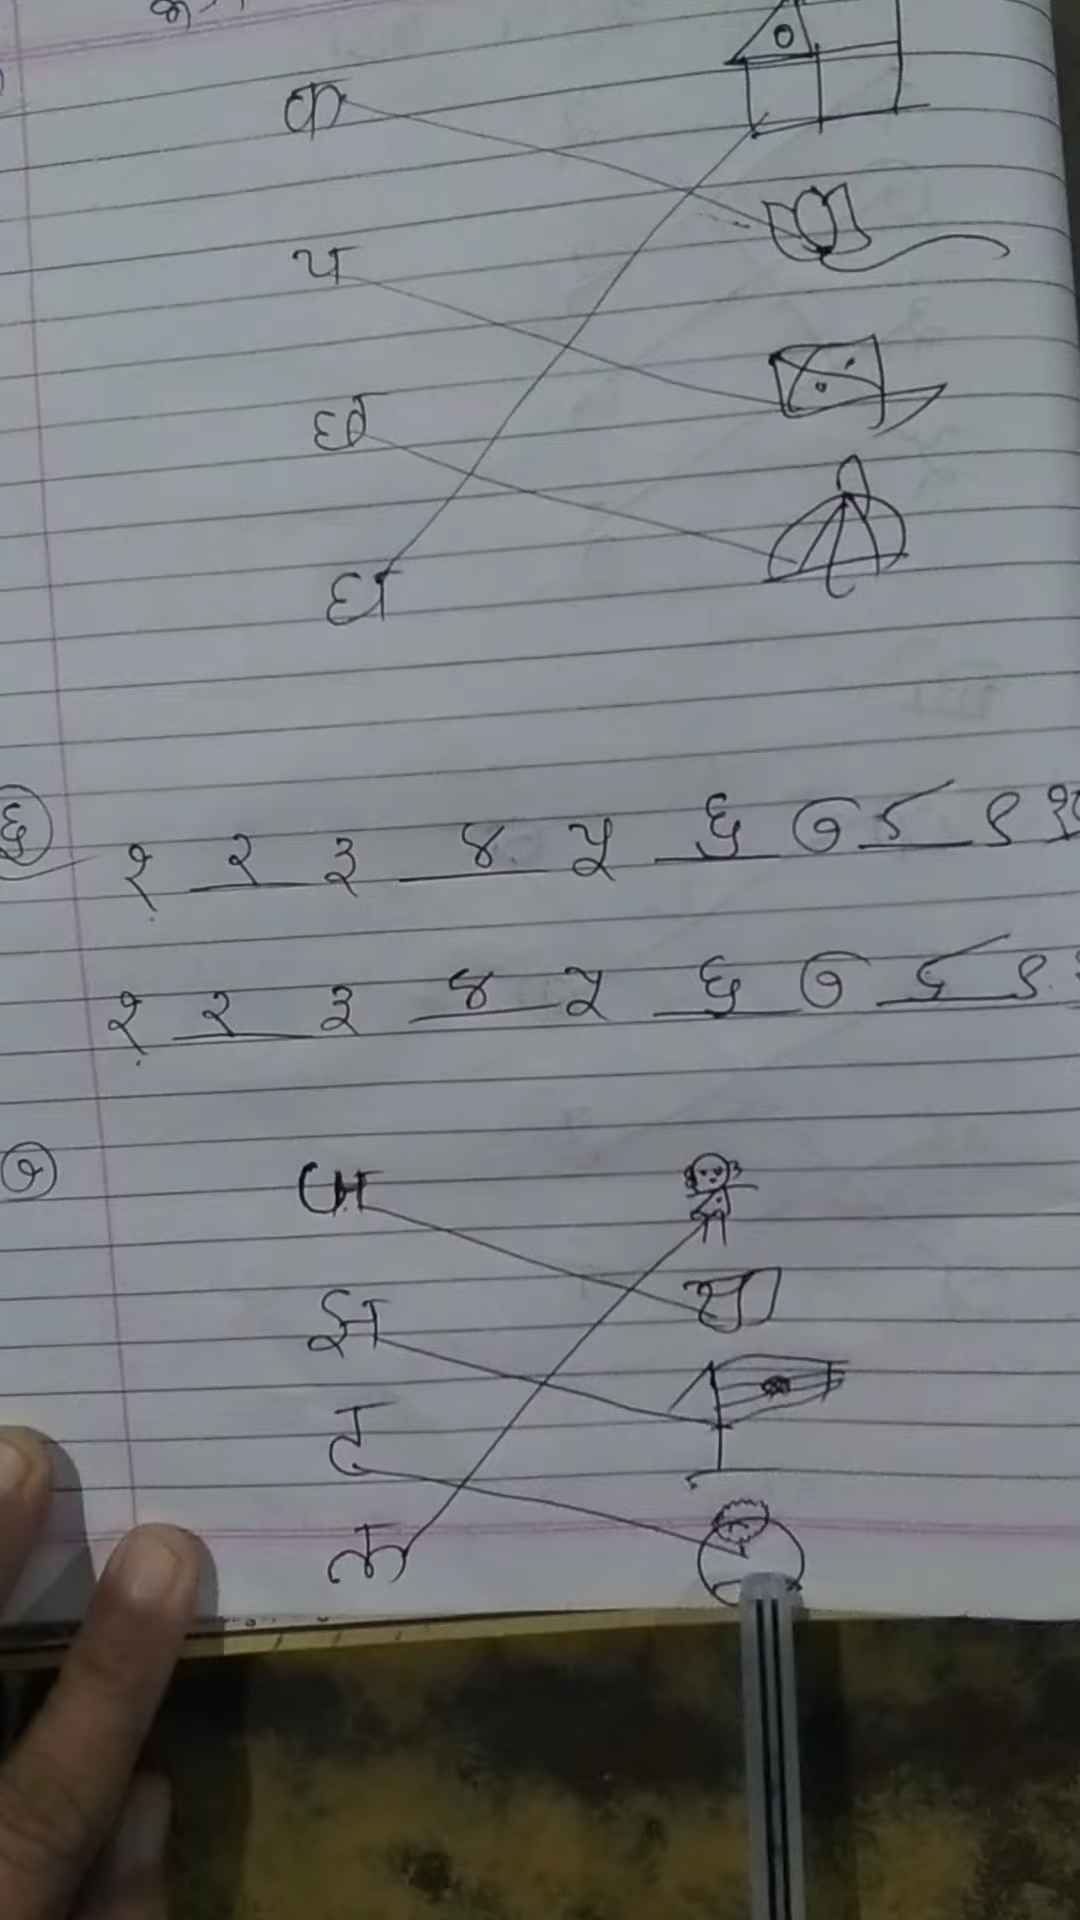 क
प
छ
घ
६ १ २ ३ ४ ५ ६ ७ ८ ९ १०
१ २ ३ ४ ५ ६ ७ ८ ९
७
झ
ट